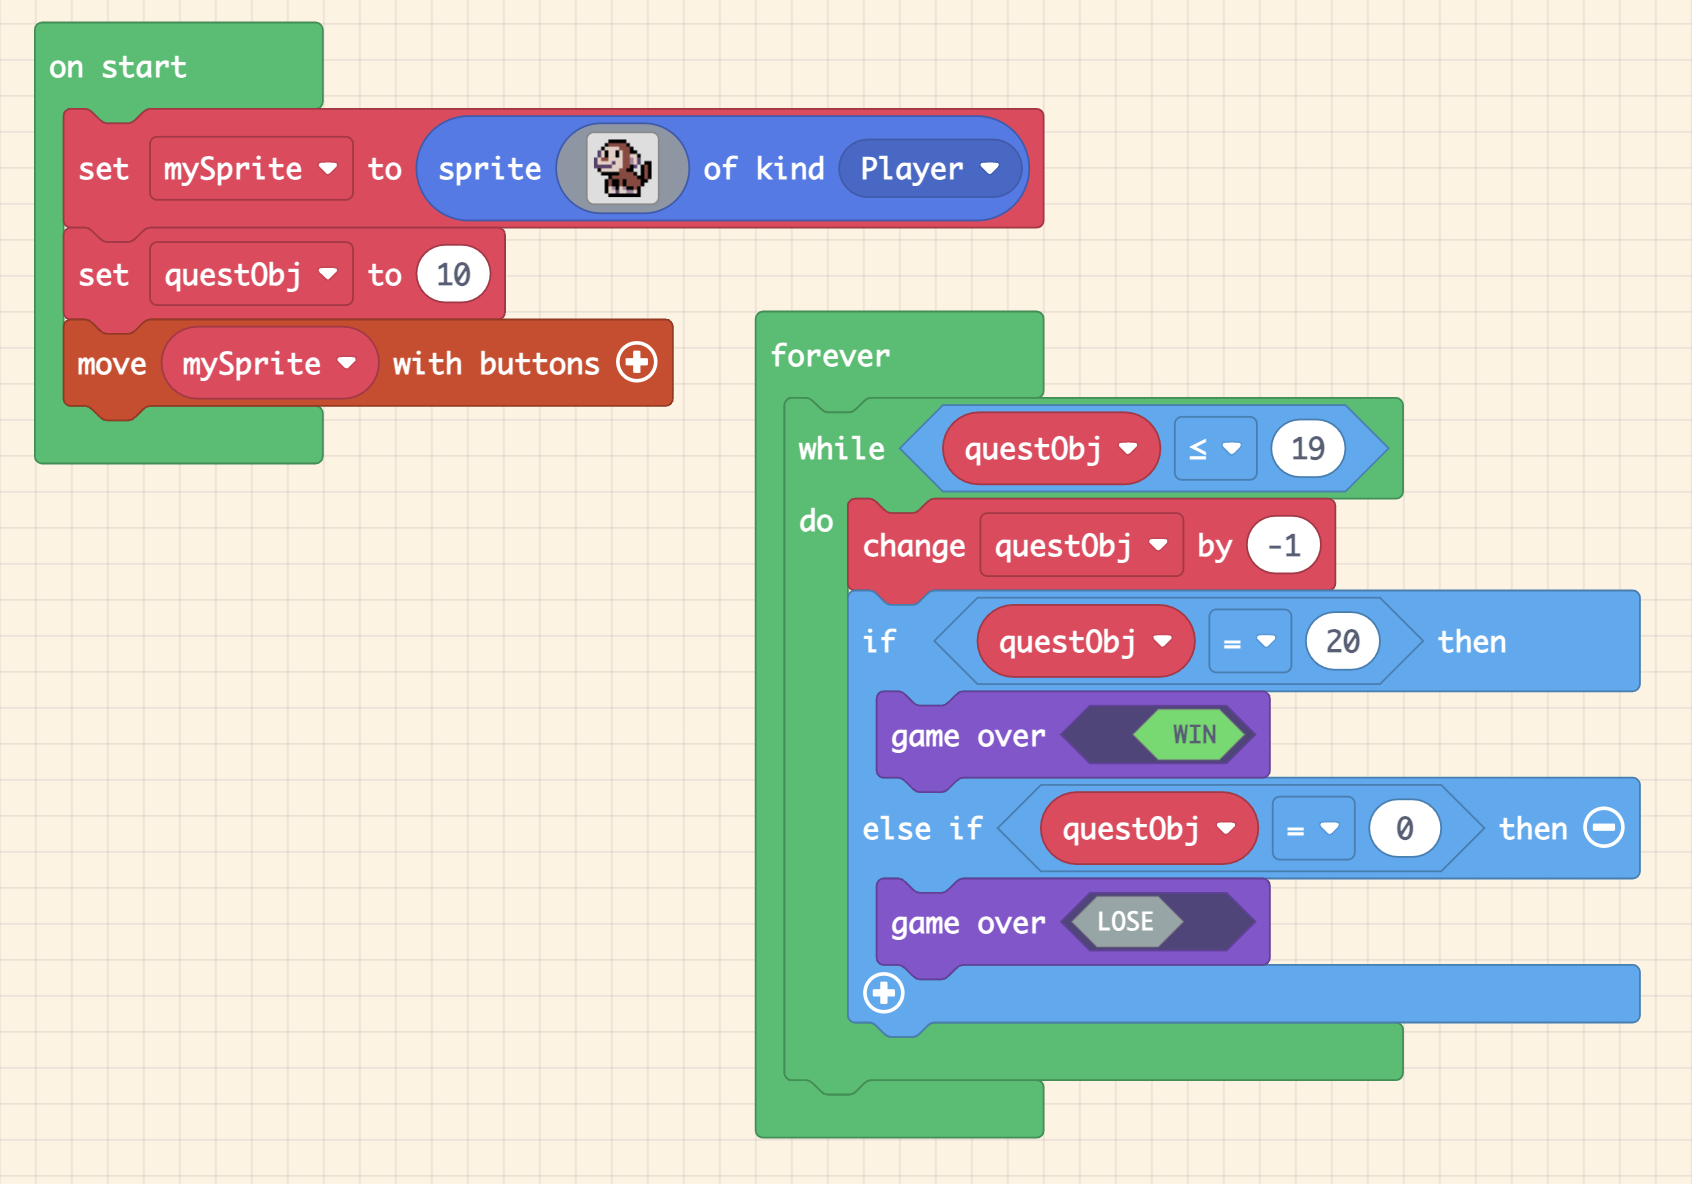 on start
set mySprite to sprite of kind Player
set questObj to 10
move mySprite with buttons
forever
while questObj ≤ 19
do
change questObj by -1
if questObj = 20 then
game over WIN
else if questObj = 0 then
game over LOSE